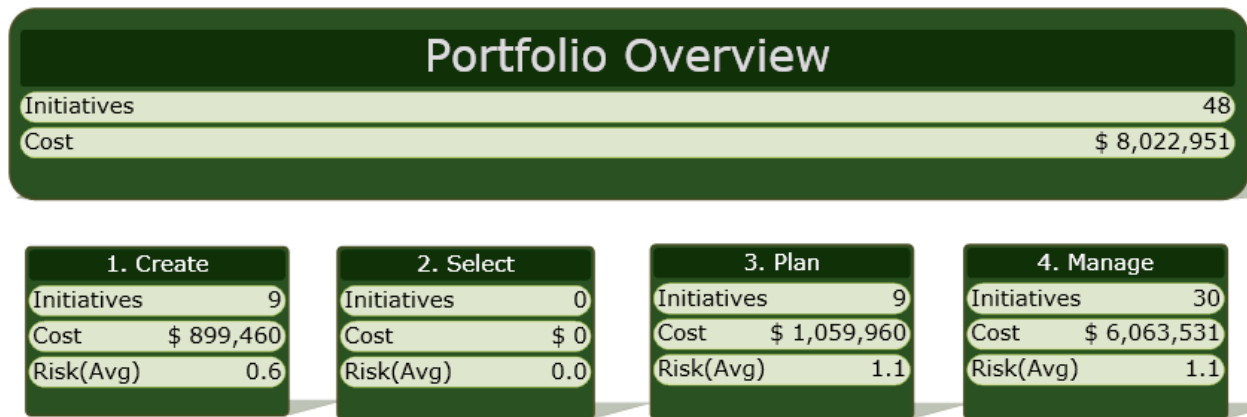 Portfolio Overview
Initiatives 48
Cost $ 8,022,951
1. Create
Initiatives 9
Cost $ 899,460
Risk(Avg) 0.6
2. Select
Initiatives 0
Cost $ 0
Risk(Avg) 0.0
3. Plan
Initiatives 9
Cost $ 1,059,960
Risk(Avg) 1.1
4. Manage
Initiatives 30
Cost $ 6,063,531
Risk(Avg) 1.1